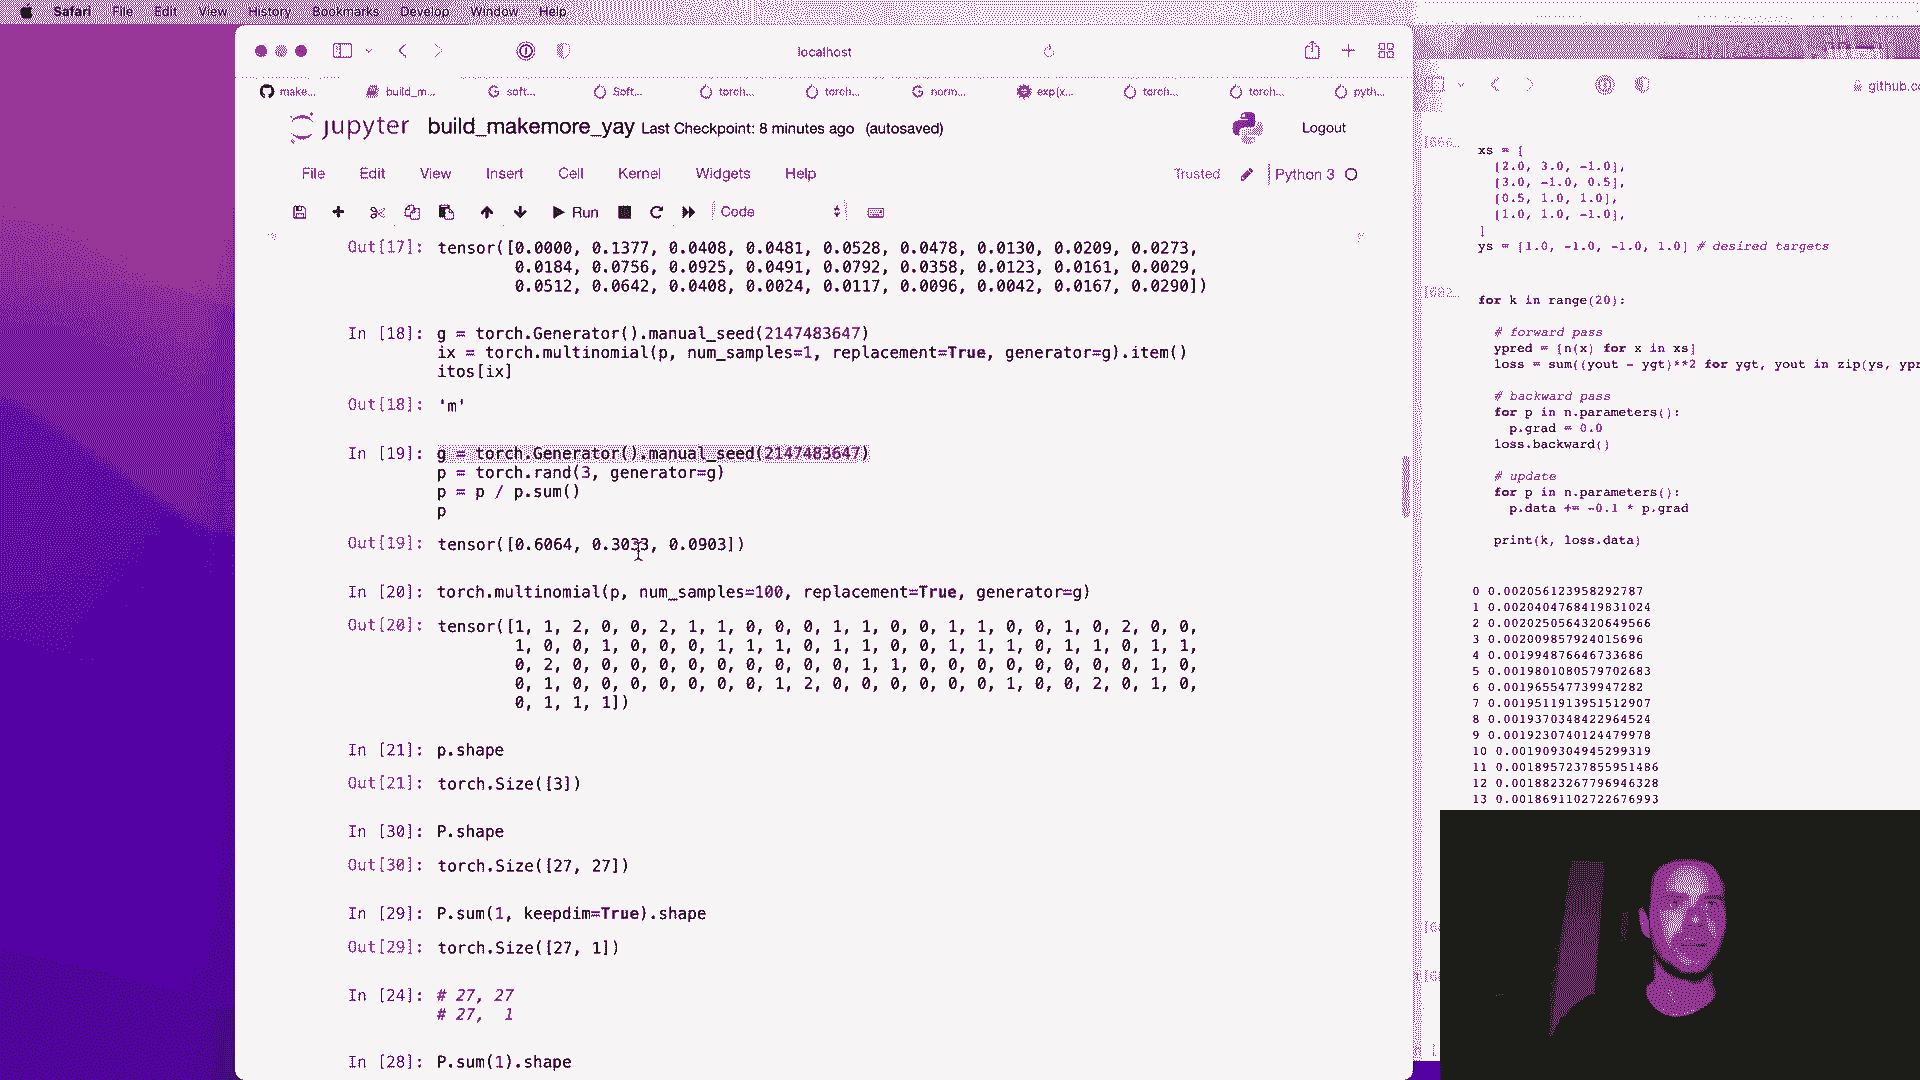 Safari File Edit View History Bookmarks Develop Window Help
localhost
make... build_m... soft... Soft... torch... torch... norm... exp(x... torch... torch... pyth...
jupyter build_makemore_yay Last Checkpoint: 8 minutes ago (autosaved) Logout
File Edit View Insert Cell Kernel Widgets Help Trusted Python 3
Run Code
Out[17]: tensor([0.0000, 0.1377, 0.0408, 0.0481, 0.0528, 0.0478, 0.0130, 0.0209, 0.0273,
0.0184, 0.0756, 0.0925, 0.0491, 0.0792, 0.0358, 0.0123, 0.0161, 0.0029,
0.0512, 0.0642, 0.0408, 0.0024, 0.0117, 0.0096, 0.0042, 0.0167, 0.0290])
In [18]: g = torch.Generator().manual_seed(2147483647)
ix = torch.multinomial(p, num_samples=1, replacement=True, generator=g).item()
itos[ix]
Out[18]: 'm'
In [19]: g = torch.Generator().manual_seed(2147483647)
p = torch.rand(3, generator=g)
p = p / p.sum()
p
Out[19]: tensor([0.6064, 0.3033, 0.0903])
In [20]: torch.multinomial(p, num_samples=100, replacement=True, generator=g)
Out[20]: tensor([1, 1, 2, 0, 0, 2, 1, 1, 0, 0, 0, 1, 1, 0, 0, 1, 1, 0, 0, 1, 0, 2, 0, 0,
1, 0, 0, 1, 0, 0, 0, 1, 1, 1, 0, 1, 1, 0, 0, 1, 1, 1, 0, 1, 1, 0, 1, 1,
0, 2, 0, 0, 0, 0, 0, 0, 0, 0, 0, 0, 1, 1, 0, 0, 0, 0, 0, 0, 0, 0, 1, 0,
0, 1, 0, 0, 0, 0, 0, 0, 0, 1, 2, 0, 0, 0, 0, 0, 0, 1, 0, 0, 2, 0, 1, 0,
0, 1, 1, 1])
In [21]: p.shape
Out[21]: torch.Size([3])
In [30]: P.shape
Out[30]: torch.Size([27, 27])
In [29]: P.sum(1, keepdim=True).shape
Out[29]: torch.Size([27, 1])
In [24]: # 27, 27
# 27, 1
In [28]: P.sum(1).shape
github.co
xs = [
[2.0, 3.0, -1.0],
[3.0, -1.0, 0.5],
[0.5, 1.0, 1.0],
[1.0, 1.0, -1.0],
]
ys = [1.0, -1.0, -1.0, 1.0] # desired targets
for k in range(20):
# forward pass
ypred = [n(x) for x in xs]
loss = sum((yout - ygt)**2 for ygt, yout in zip(ys, ypr
# backward pass
for p in n.parameters():
p.grad = 0.0
loss.backward()
# update
for p in n.parameters():
p.data += -0.1 * p.grad
print(k, loss.data)
0 0.002056123958292787
1 0.0020404768419831024
2 0.0020250564320649566
3 0.002009857924015696
4 0.001994876646733686
5 0.0019801080579702683
6 0.001965547739947282
7 0.0019511913951512907
8 0.0019370348422964524
9 0.0019230740124479978
10 0.001909304945299319
11 0.0018957237855951486
12 0.0018823267796946328
13 0.0018691102722676993